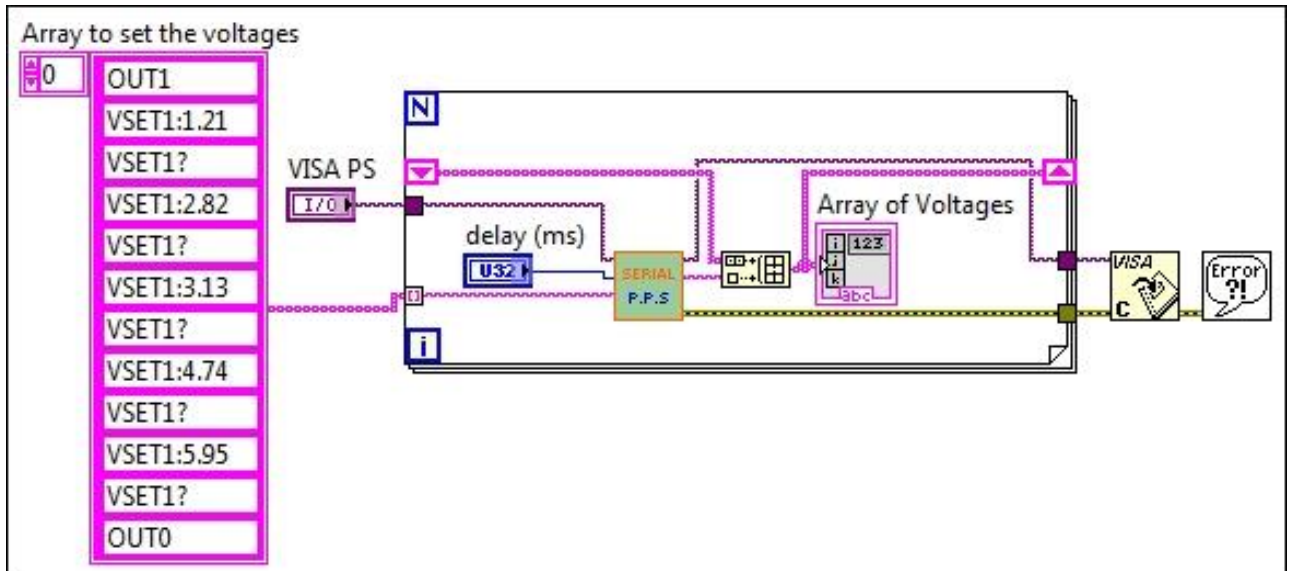 Array to set the voltages
0
OUT1
VSET1:1.21
VSET1?
VSET1:2.82
VSET1?
VSET1:3.13
VSET1?
VSET1:4.74
VSET1?
VSET1:5.95
VSET1?
OUT0
VISA PS
I/O
N
delay (ms)
U32
SERIAL
P.P.S
Array of Voltages
i 123
j
k
abc
i
VISA
C
Error
?!